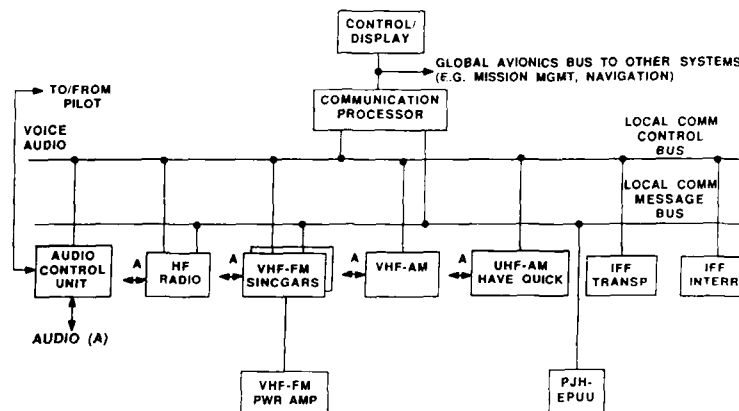 CONTROL/
DISPLAY
GLOBAL AVIONICS BUS TO OTHER SYSTEMS
(E.G. MISSION MGMT, NAVIGATION)
TO/FROM
PILOT
COMMUNICATION
PROCESSOR
VOICE
AUDIO
LOCAL COMM
CONTROL
BUS
LOCAL COMM
MESSAGE
BUS
AUDIO
CONTROL
UNIT
A
HF
RADIO
A
VHF-FM
SINCGARS
A
VHF-AM
A
UHF-AM
HAVE QUICK
IFF
TRANSP
IFF
INTERR
AUDIO (A)
VHF-FM
PWR AMP
PJH-
EPUU